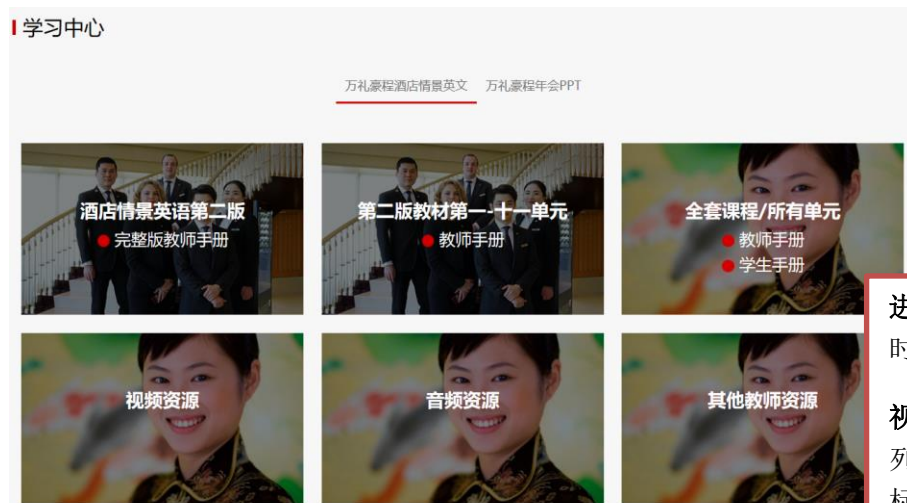 学习中心
万礼豪程酒店情景英文 万礼豪程年会PPT
酒店情景英语第二版
完整版教师手册
第二版教材第一-十一单元
教师手册
全套课程/所有单元
教师手册
学生手册
视频资源
音频资源
其他教师资源
进
时
视
列